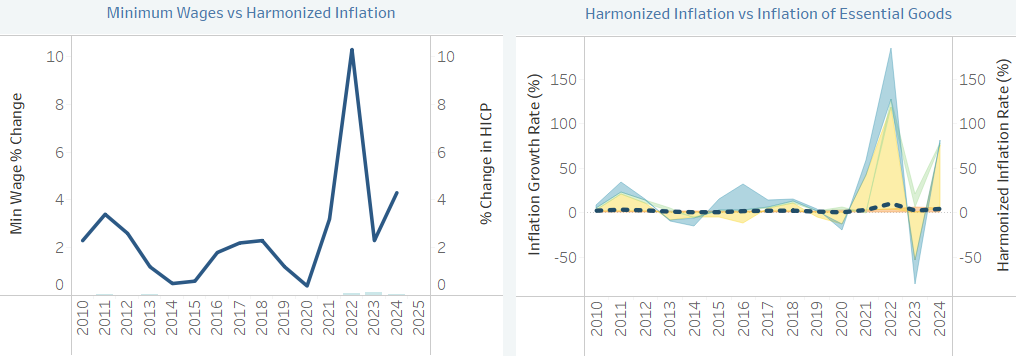 Minimum Wages vs Harmonized Inflation
Min Wage % Change
10
8
6
4
2
0
10
8
6
4
2
0
% Change in HICP
2010 2011 2012 2013 2014 2015 2016 2017 2018 2019 2020 2021 2022 2023 2024 2025
Harmonized Inflation vs Inflation of Essential Goods
Inflation Growth Rate (%)
150
100
50
0
-50
150
100
50
0
-50
Harmonized Inflation Rate (%)
2010 2011 2012 2013 2014 2015 2016 2017 2018 2019 2020 2021 2022 2023 2024